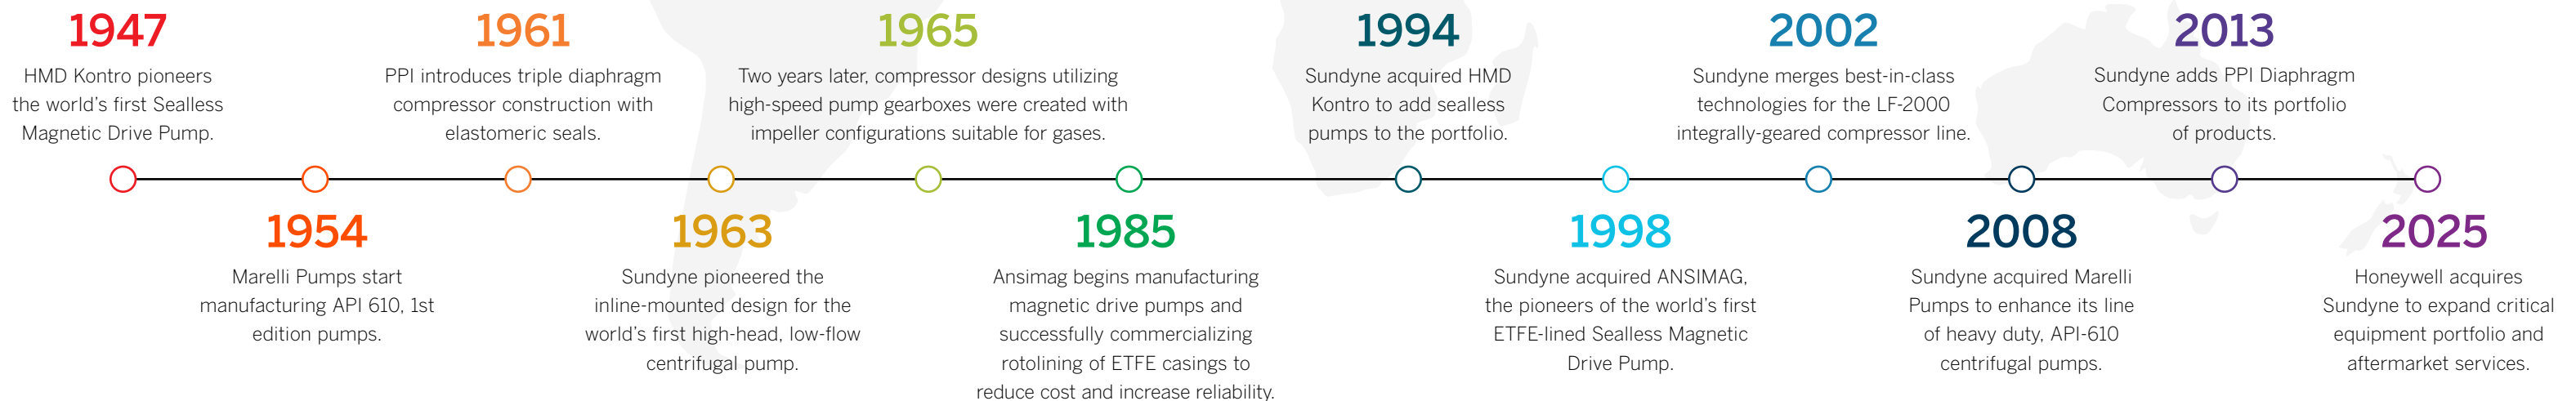 1947
HMD Kontro pioneers
the world's first Sealless
Magnetic Drive Pump.
1954
Marelli Pumps start
manufacturing API 610, 1st
edition pumps.
1961
PPI introduces triple diaphragm
compressor construction with
elastomeric seals.
1963
Sundyne pioneered the
inline-mounted design for the
world's first high-head, low-flow
centrifugal pump.
1965
Two years later, compressor designs utilizing
high-speed pump gearboxes were created with
impeller configurations suitable for gases.
1985
Ansimag begins manufacturing
magnetic drive pumps and
successfully commercializing
rotolining of ETFE casings to
reduce cost and increase reliability.
1994
Sundyne acquired HMD
Kontro to add sealless
pumps to the portfolio.
1998
Sundyne acquired ANSIMAG,
the pioneers of the world's first
ETFE-lined Sealless Magnetic
Drive Pump.
2002
Sundyne merges best-in-class
technologies for the LF-2000
integrally-geared compressor line.
2008
Sundyne acquired Marelli
Pumps to enhance its line
of heavy duty, API-610
centrifugal pumps.
2013
Sundyne adds PPI Diaphragm
Compressors to its portfolio
of products.
2025
Honeywell acquires
Sundyne to expand critical
equipment portfolio and
aftermarket services.